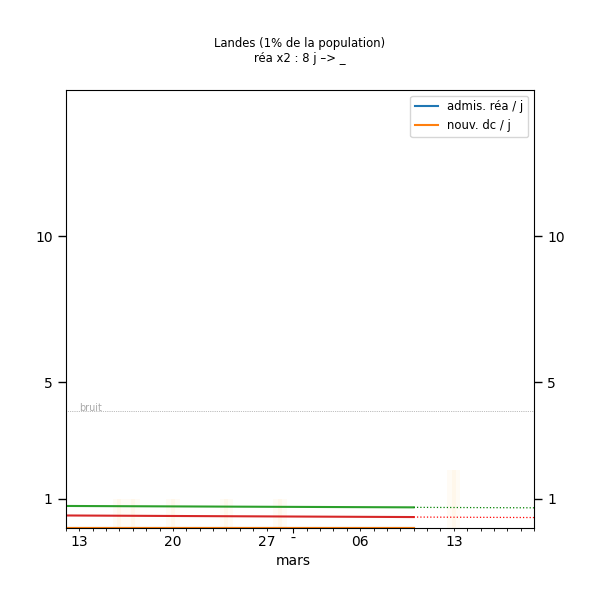 Landes (1% de la population)
réa x2 : 8 j –> _
admis. réa / j
nouv. dc / j
10 10
5 5
bruit
1 1
13 20 27 - 06 13
mars